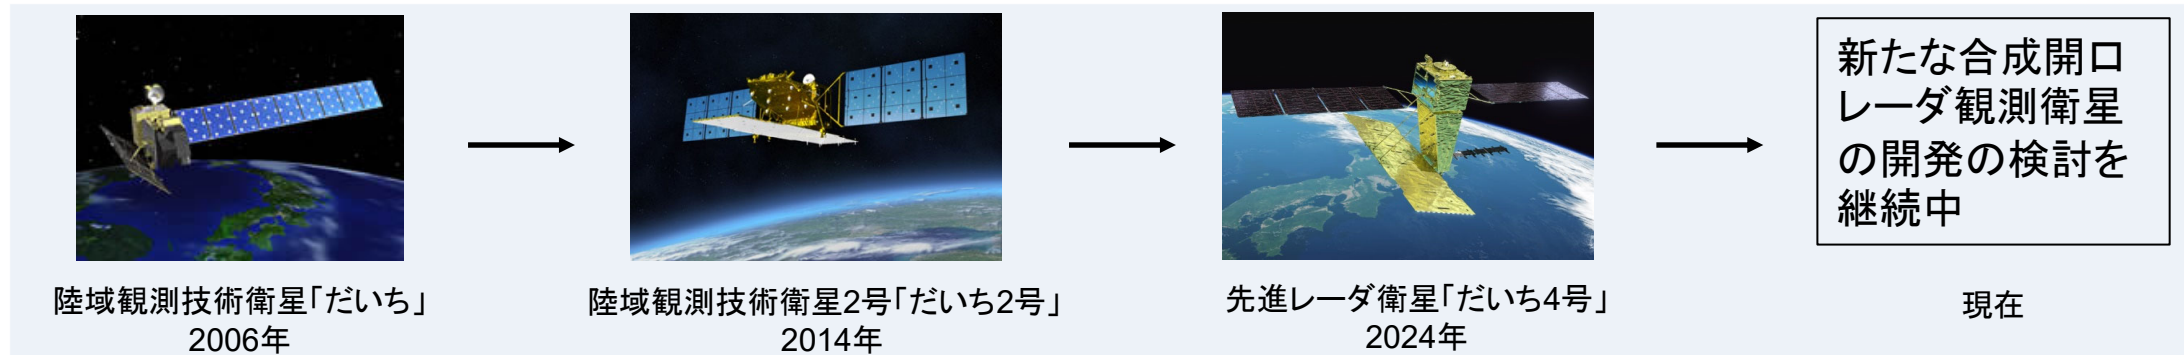 新たな合成開口
レーダ観測衛星
の開発の検討を
継続中
陸域観測技術衛星「だいち」
2006年
陸域観測技術衛星2号「だいち2号」
2014年
先進レーダ衛星「だいち4号」
2024年
現在